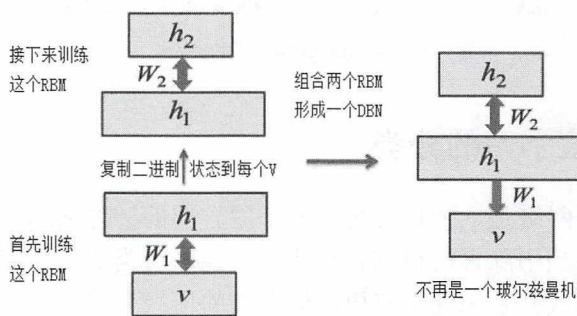 接下来训练
这个RBM
h₂
W₂
h₁
复制二进制 状态到每个V
首先训练
这个RBM
h₁
W₁
v
组合两个RBM
形成一个DBN
h₂
W₂
h₁
W₁
v
不再是一个玻尔兹曼机